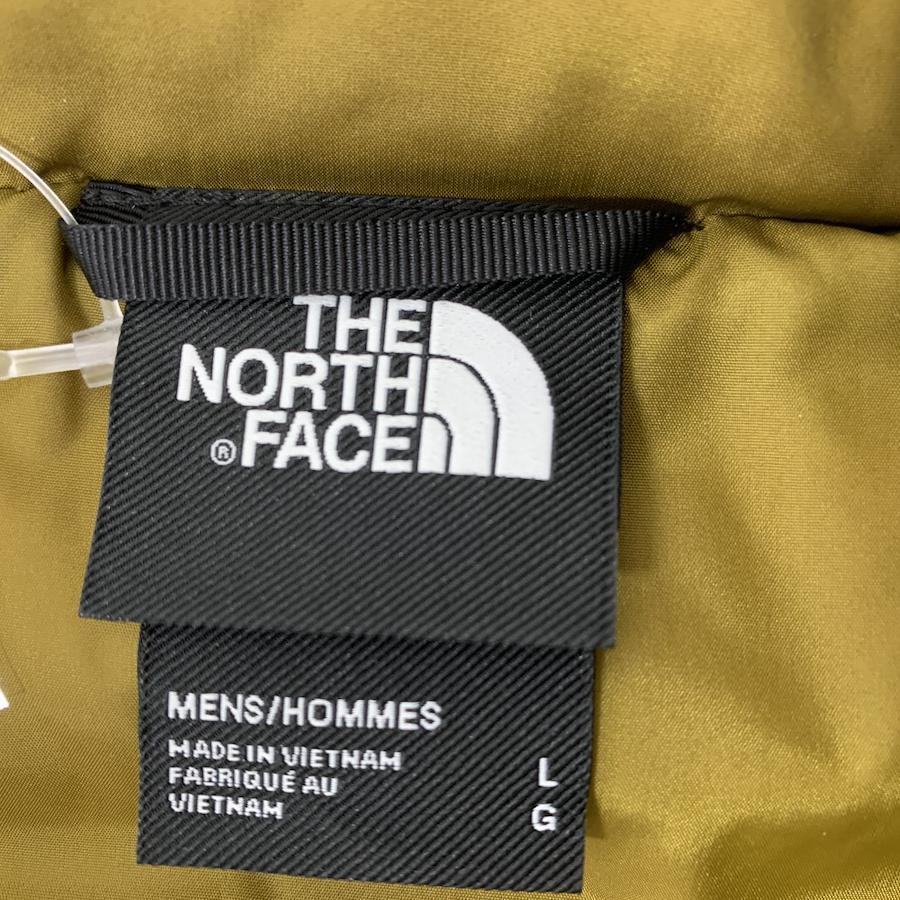 THE
NORTH
® FACE
MENS/HOMMES
MADE IN VIETNAM
FABRIQUÉ AU
VIETNAM
L
G